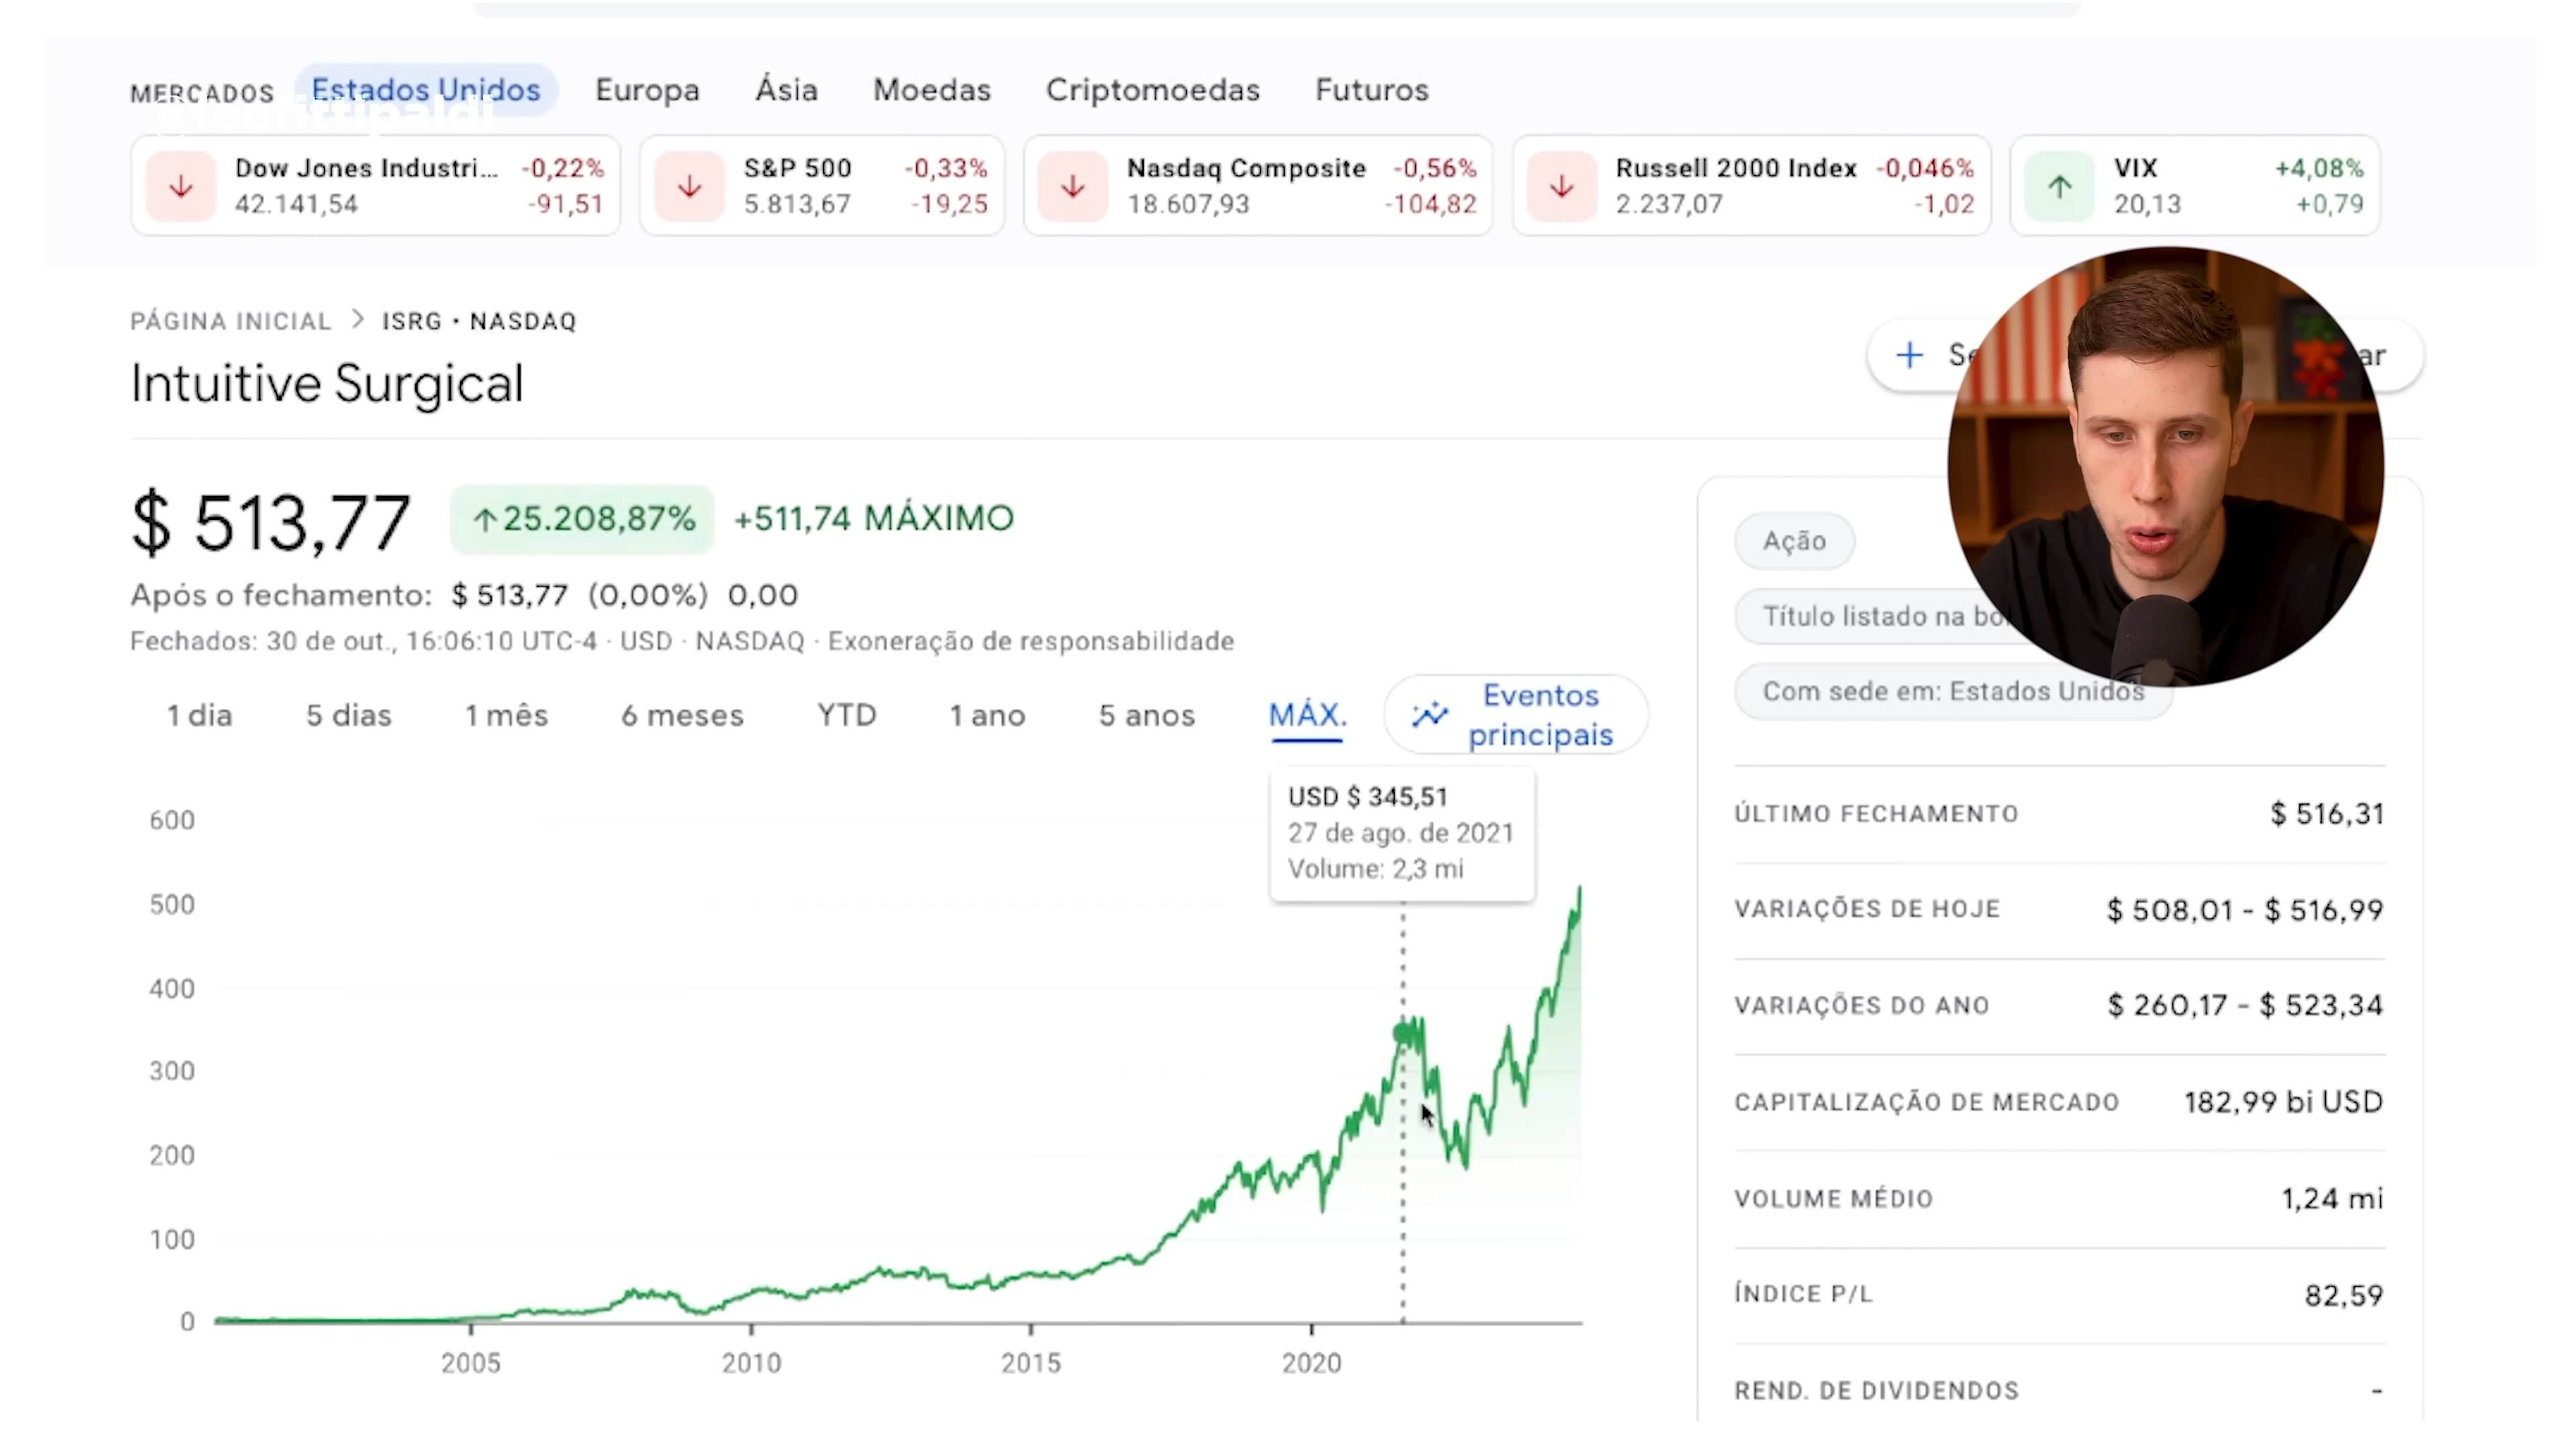 MERCADOS Estados Unidos Europa Ásia Moedas Criptomoedas Futuros
Dow Jones Industri... -0,22% S&P 500 -0,33% Nasdaq Composite -0,56% Russell 2000 Index -0,046% VIX +4,08%
42.141,54 -91,51 5.813,67 -19,25 18.607,93 -104,82 2.237,07 -1,02 20,13 +0,79
PÁGINA INICIAL > ISRG • NASDAQ
Intuitive Surgical
+ Se ar
$ 513,77 ↑25.208,87% +511,74 MÁXIMO
Após o fechamento: $ 513,77 (0,00%) 0,00
Fechados: 30 de out., 16:06:10 UTC-4 · USD · NASDAQ · Exoneração de responsabilidade
1 dia 5 dias 1 mês 6 meses YTD 1 ano 5 anos MÁX. Eventos
principais
USD $ 345,51
27 de ago. de 2021
Volume: 2,3 mi
600
500
400
300
200
100
0
2005 2010 2015 2020
Ação
Título listado na bo
Com sede em: Estados Unidos
ÚLTIMO FECHAMENTO $ 516,31
VARIAÇÕES DE HOJE $ 508,01 - $ 516,99
VARIAÇÕES DO ANO $ 260,17 - $ 523,34
CAPITALIZAÇÃO DE MERCADO 182,99 bi USD
VOLUME MÉDIO 1,24 mi
ÍNDICE P/L 82,59
REND. DE DIVIDENDOS -